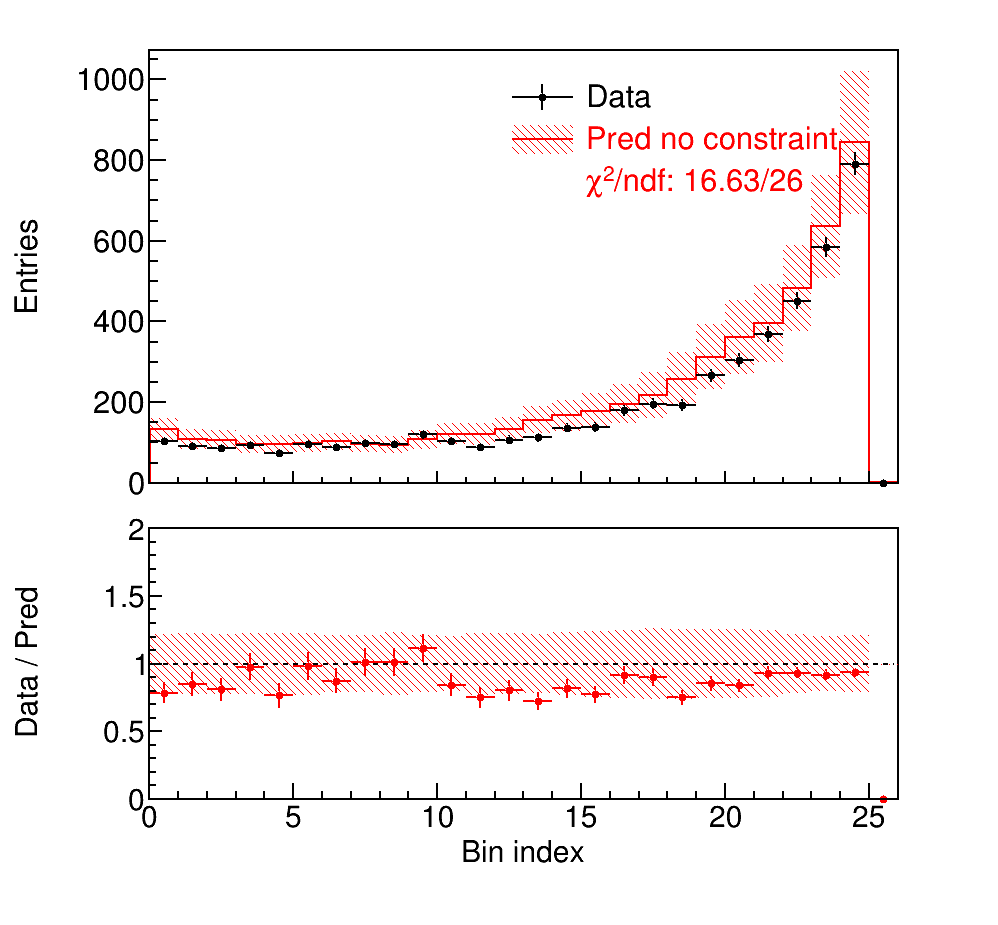 Entries
1000
800
600
400
200
0
Data
Pred no constraint
χ²/ndf: 16.63/26
Data / Pred
2
1.5
1
0.5
0
0 5 10 15 20 25
Bin index